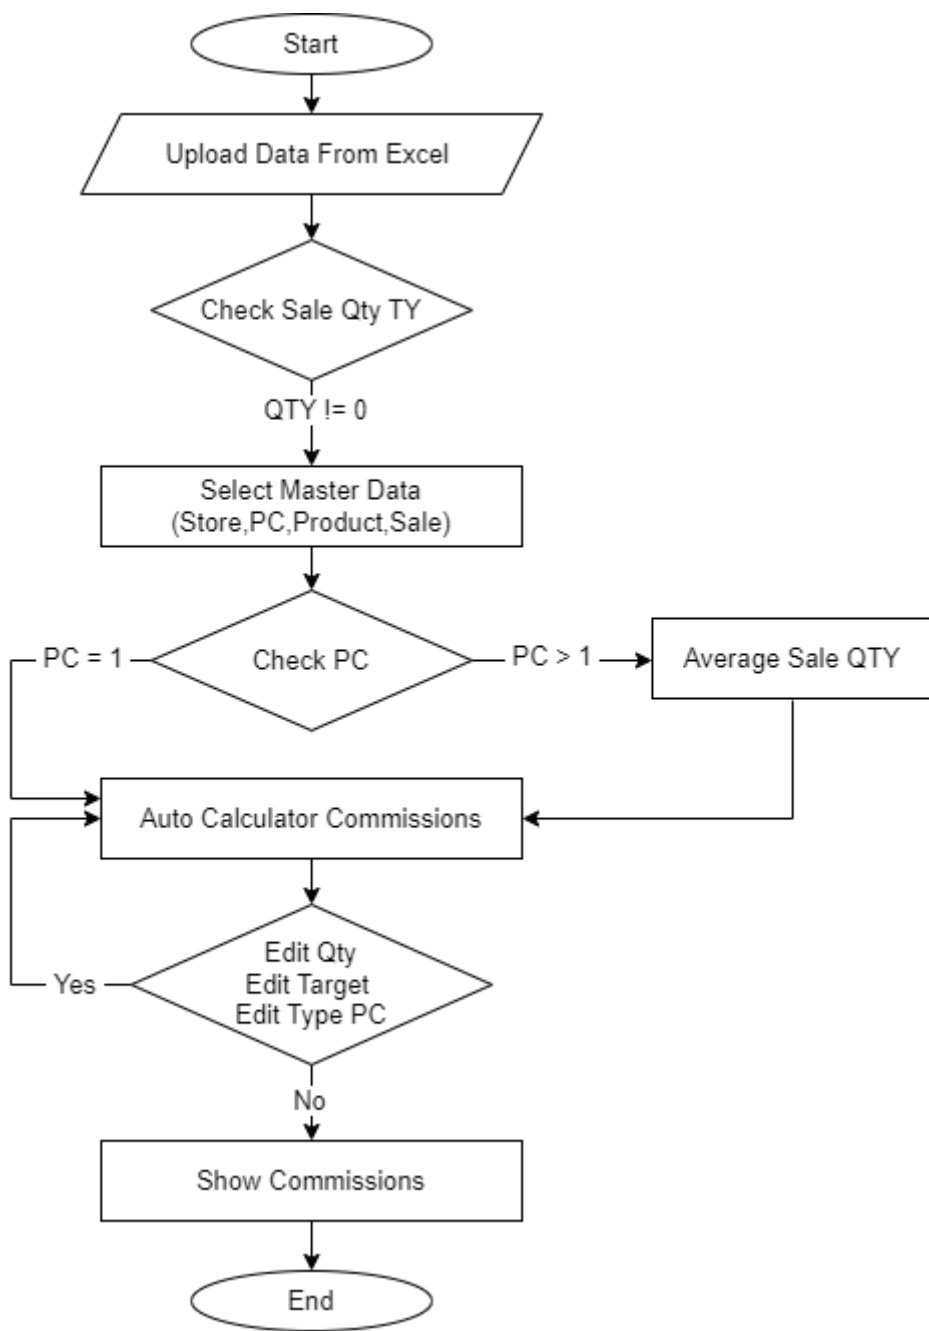 Start
Upload Data From Excel
Check Sale Qty TY
QTY != 0
Select Master Data
(Store,PC,Product,Sale)
PC = 1
Check PC
PC > 1
Average Sale QTY
Auto Calculator Commissions
Edit Qty
Edit Target
Edit Type PC
Yes
No
Show Commissions
End